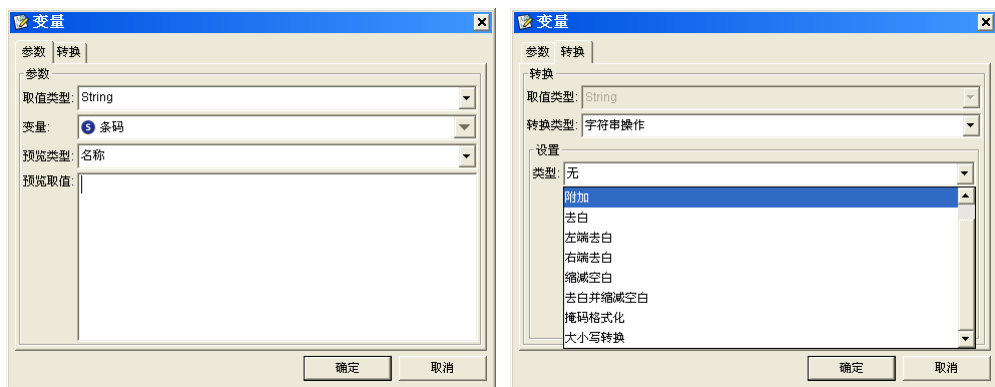 变量
参数 转换
参数
取值类型: String
变量: S 条码
预览类型: 名称
预览取值:
确定 取消
变量
参数 转换
转换
取值类型: String
转换类型: 字符串操作
设置
类型: 无
附加
去白
左端去白
右端去白
缩减空白
去白并缩减空白
掩码格式化
大小写转换
确定 取消